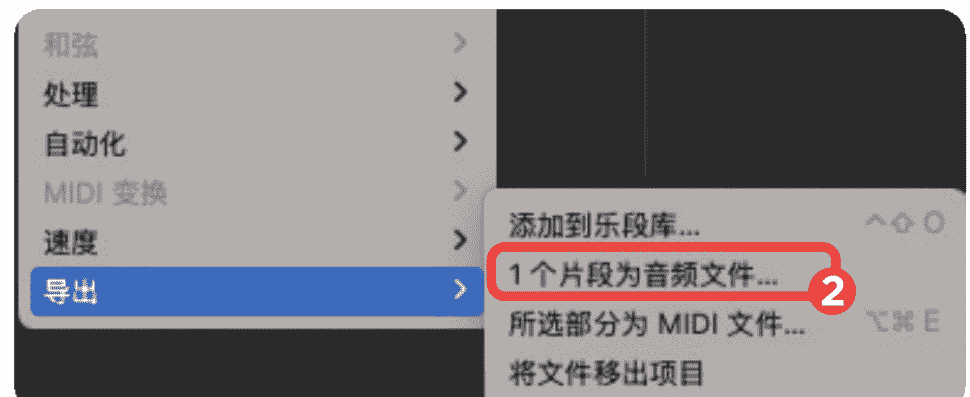 和弦
处理
自动化
MIDI 变换
速度
导出
添加到乐段库... ^⇧O
1 个片段为音频文件...
2
所选部分为 MIDI 文件... ⌥⌘E
将文件移出项目